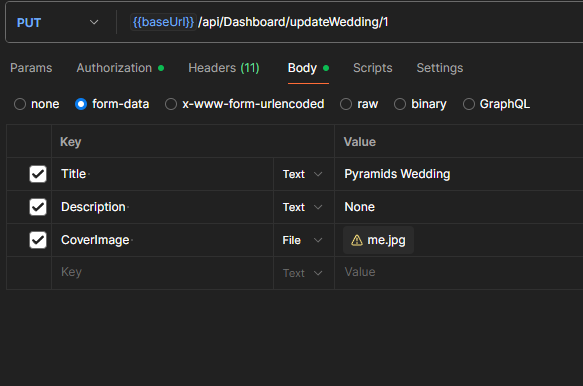 PUT {{baseUrl}} /api/Dashboard/updateWedding/1
Params Authorization Headers (11) Body Scripts Settings
none form-data x-www-form-urlencoded raw binary GraphQL
Key Value
Title Text Pyramids Wedding
Description Text None
CoverImage File me.jpg
Key Text Value